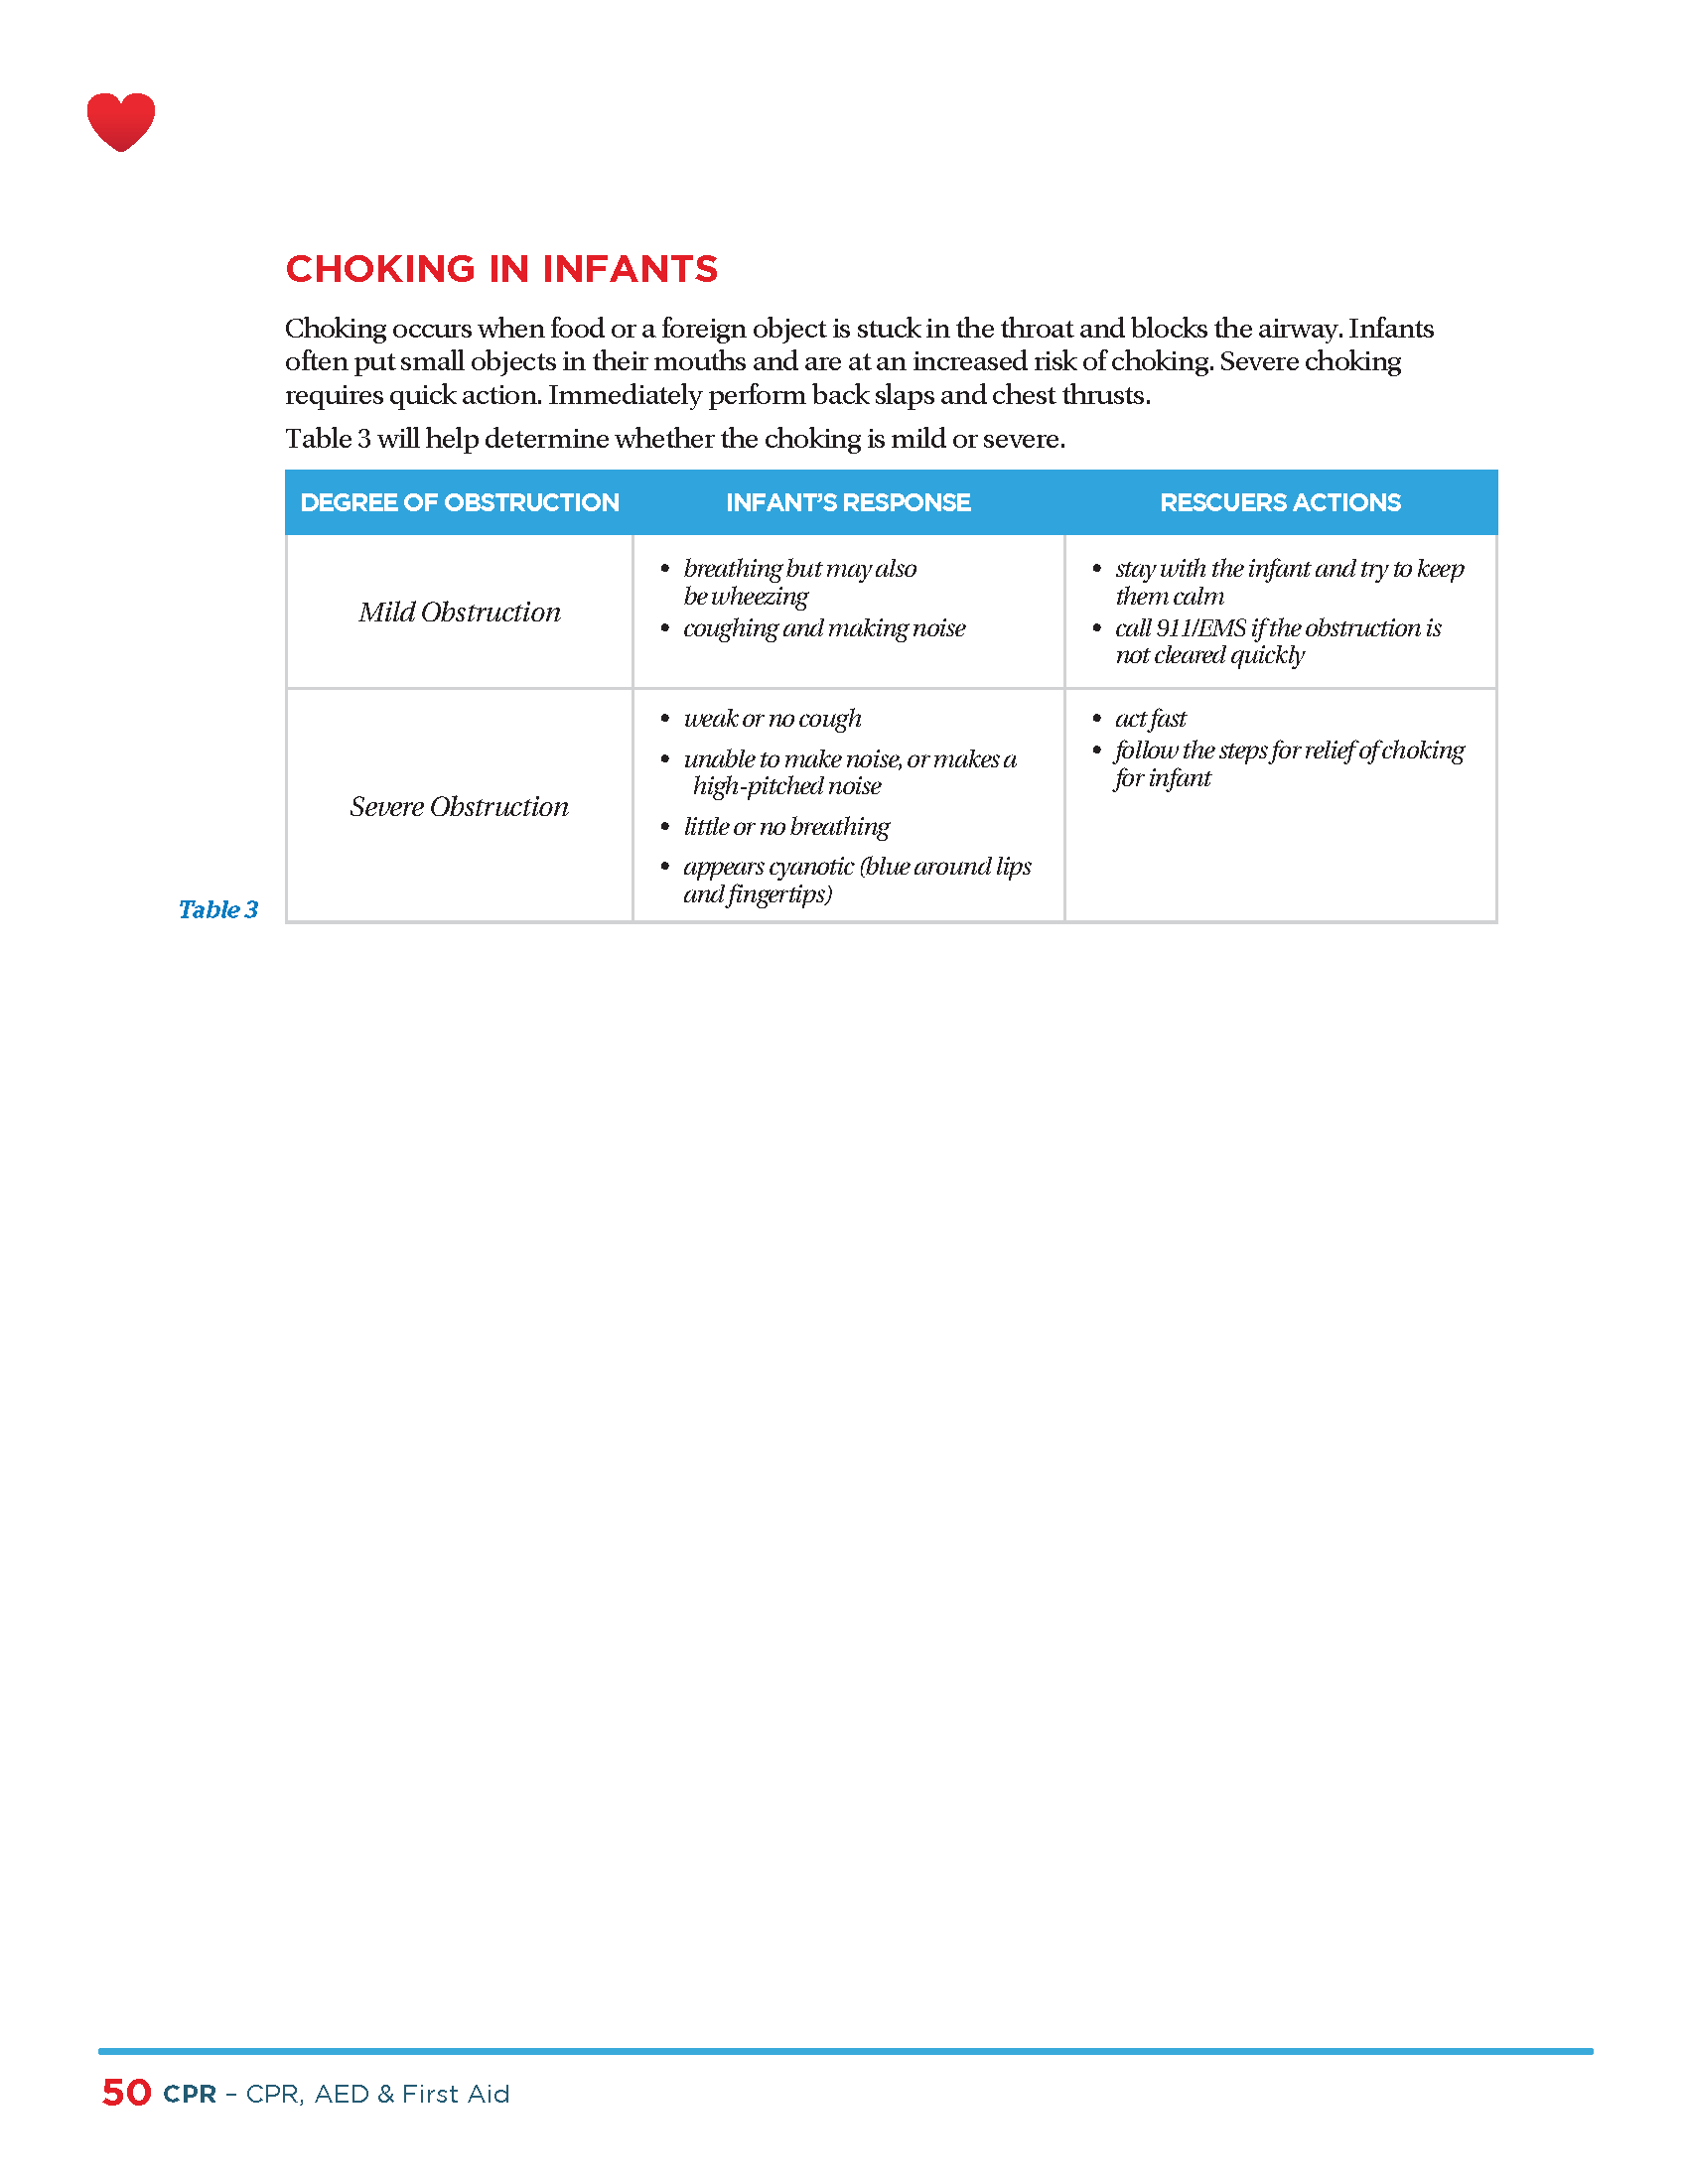 CHOKING IN INFANTS
Choking occurs when food or a foreign object is stuck in the throat and blocks the airway. Infants
often put small objects in their mouths and are at an increased risk of choking. Severe choking
requires quick action. Immediately perform back slaps and chest thrusts.
Table 3 will help determine whether the choking is mild or severe.
DEGREE OF OBSTRUCTION INFANT'S RESPONSE RESCUERS ACTIONS
Mild Obstruction
• breathing but may also
be wheezing
• coughing and making noise
• stay with the infant and try to keep
them calm
• call 911/EMS if the obstruction is
not cleared quickly
Severe Obstruction
• weak or no cough
• unable to make noise, or makes a
high-pitched noise
• little or no breathing
• appears cyanotic (blue around lips
and fingertips)
• act fast
• follow the steps for relief of choking
for infant
Table 3
50 CPR – CPR, AED & First Aid